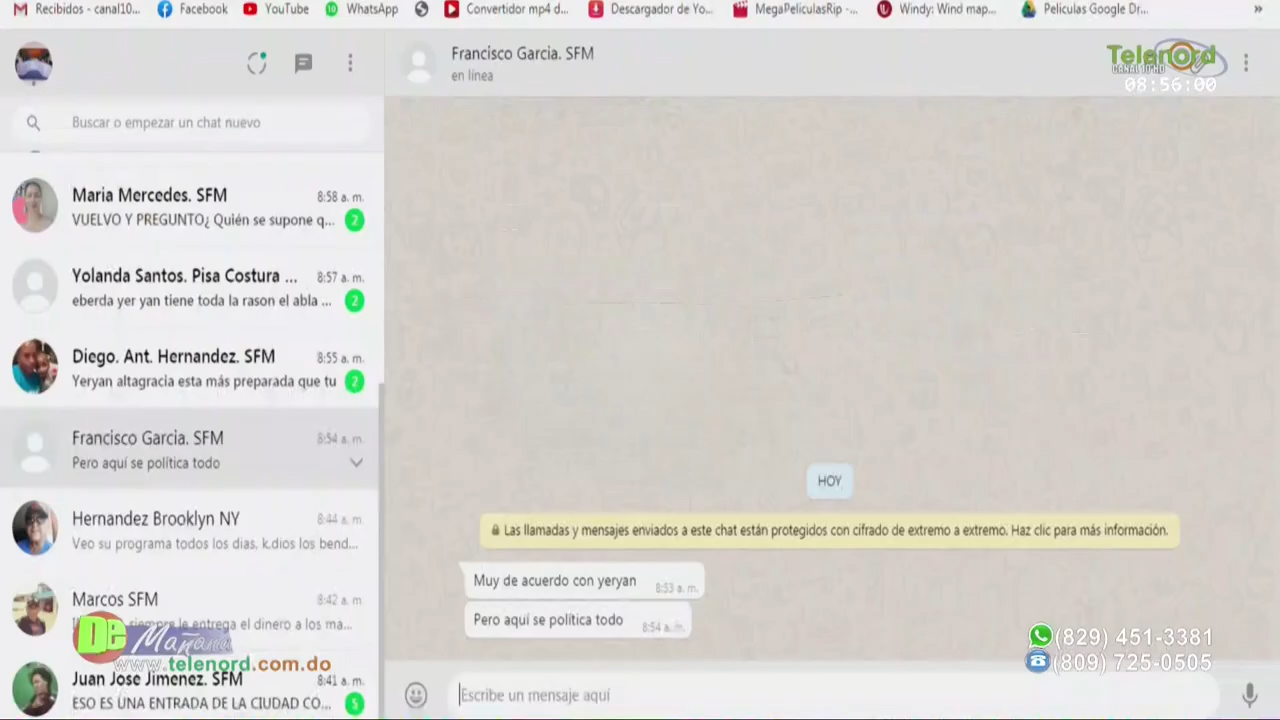 Recibidos - canal10...
Facebook
YouTube
WhatsApp
Convertidor mp4 d...
Descargador de Yo...
MegaPeliculasRip -...
Windy: Wind map...
Peliculas Google Dr...
»
Buscar o empezar un chat nuevo
Maria Mercedes. SFM
8:58 a. m.
VUELVO Y PREGUNTO¿ Quién se supone q...
2
Yolanda Santos. Pisa Costura ...
8:57 a. m.
eberda yer yan tiene toda la rason el abla ...
2
Diego. Ant. Hernandez. SFM
8:55 a. m.
Yeryan altagracia esta más preparada que tu
2
Francisco Garcia. SFM
8:54 a. m.
Pero aquí se política todo
Hernandez Brooklyn NY
8:44 a. m.
Veo su programa todos los dias, k.dios los bend...
Marcos SFM
8:42 a. m
siempre le entrega el dinero a los ma...
De Mañana
www.telenord.com.do
Juan Jose Jimenez. SFM
8:41 a. m.
ESO ES UNA ENTRADA DE LA CIUDAD CO...
5
Francisco Garcia. SFM
en línea
Telenord
08:56:00
HOY
Las llamadas y mensajes enviados a este chat están protegidos con cifrado de extremo a extremo. Haz clic para más información.
Muy de acuerdo con yeryan
8:53 a. m.
Pero aquí se política todo
8:54 a. m.
(829) 451-3381
(809) 725-0505
Escribe un mensaje aquí